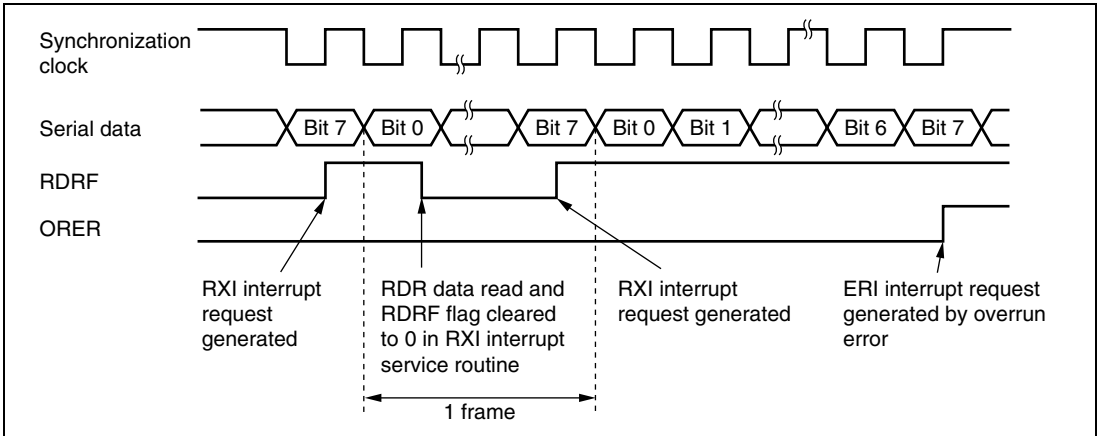 Synchronization
clock
Serial data
Bit 7 Bit 0 Bit 7 Bit 0 Bit 1 Bit 6 Bit 7
RDRF
ORER
RXI interrupt
request
generated
RDR data read and
RDRF flag cleared
to 0 in RXI interrupt
service routine
RXI interrupt
request generated
ERI interrupt request
generated by overrun
error
1 frame